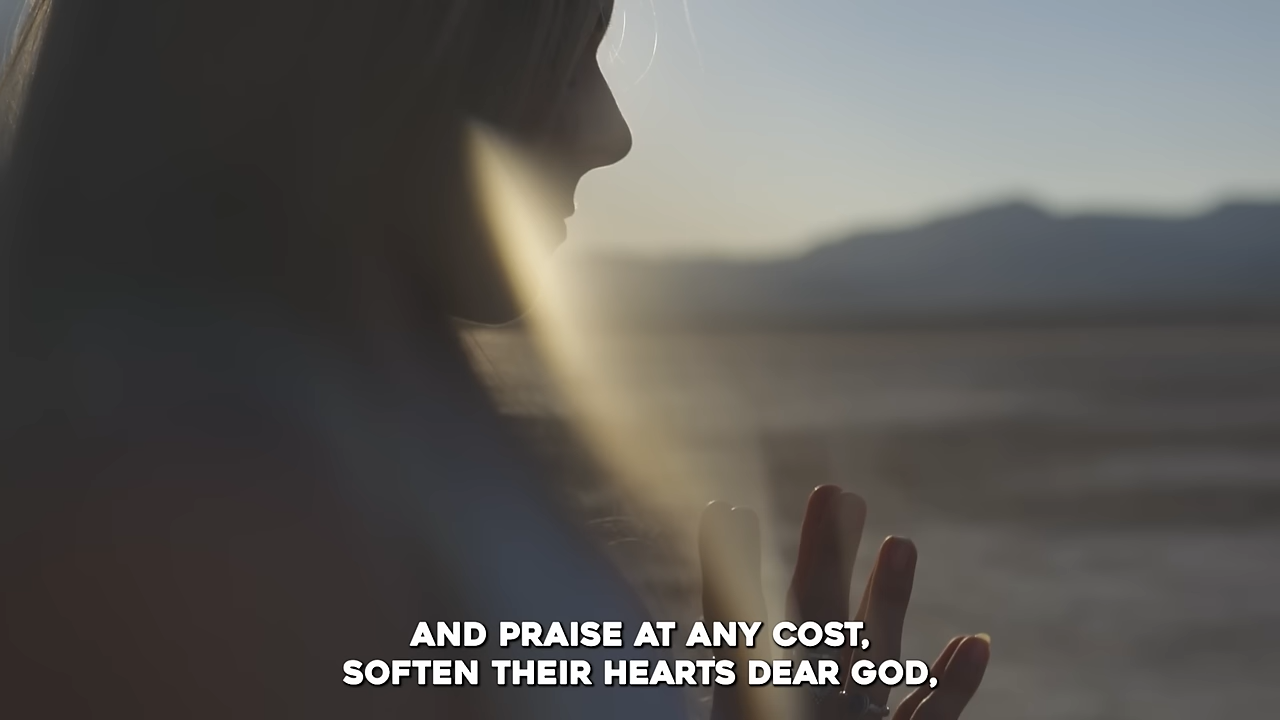 AND PRAISE AT ANY COST,
SOFTEN THEIR HEARTS DEAR GOD,